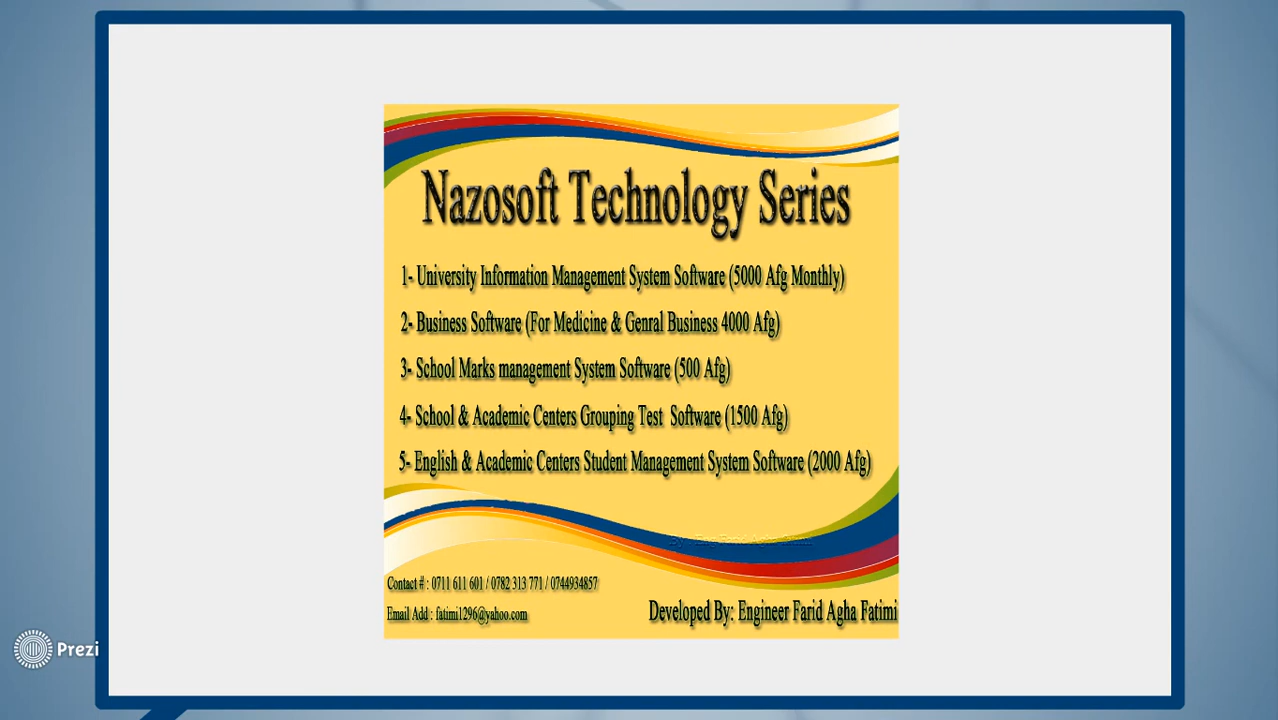 Nazosoft Technology Series
1- University Information Management System Software (5000 Afg Monthly)
2- Business Software (For Medicine & Genral Business 4000 Afg)
3- School Marks management System Software (500 Afg)
4- School & Academic Centers Grouping Test Software (1500 Afg)
5- English & Academic Centers Student Management System Software (2000 Afg)
Contact # : 0711 611 601 / 0782 313 771 / 0744934857
Email Add : fatimi1296@yahoo.com
Developed By: Engineer Farid Agha Fatimi
Prezi